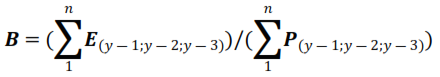 B = (∑₁ⁿ E₍y − 1;y − 2;y − 3₎)/(∑₁ⁿ P₍y − 1;y − 2;y − 3₎)